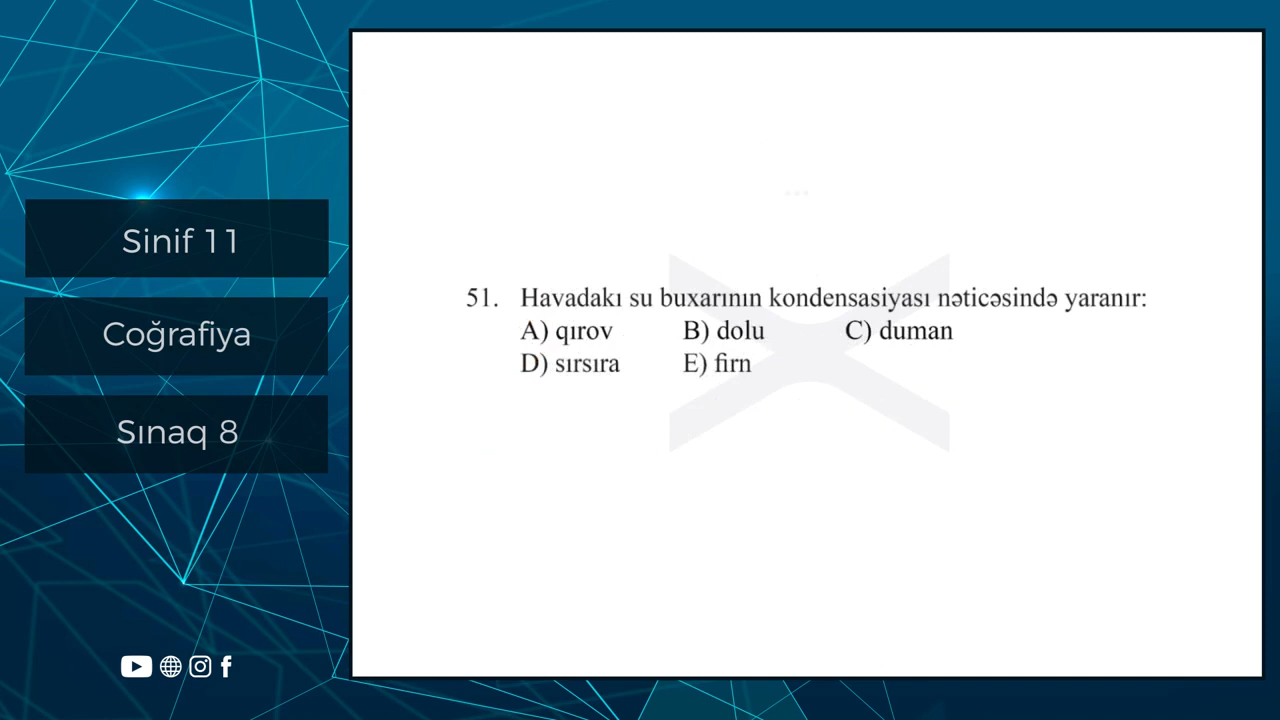 Sinif 11
Coğrafiya
Sınaq 8
51. Havadakı su buxarının kondensasiyası nəticəsində yaranır:
A) qırov B) dolu C) duman
D) sırsıra E) firn